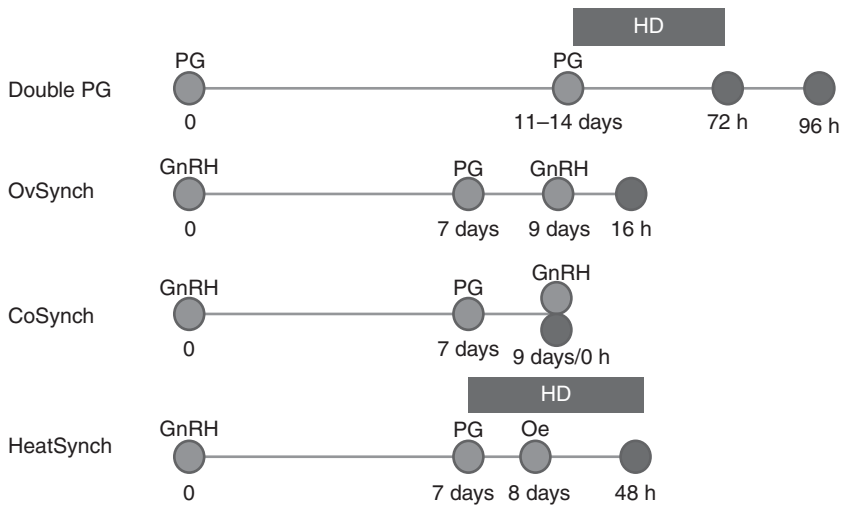 HD
PG PG
Double PG
0 11–14 days 72 h 96 h
GnRH PG GnRH
OvSynch
0 7 days 9 days 16 h
GnRH PG GnRH
CoSynch
0 7 days 9 days/0 h
HD
GnRH PG Oe
HeatSynch
0 7 days 8 days 48 h